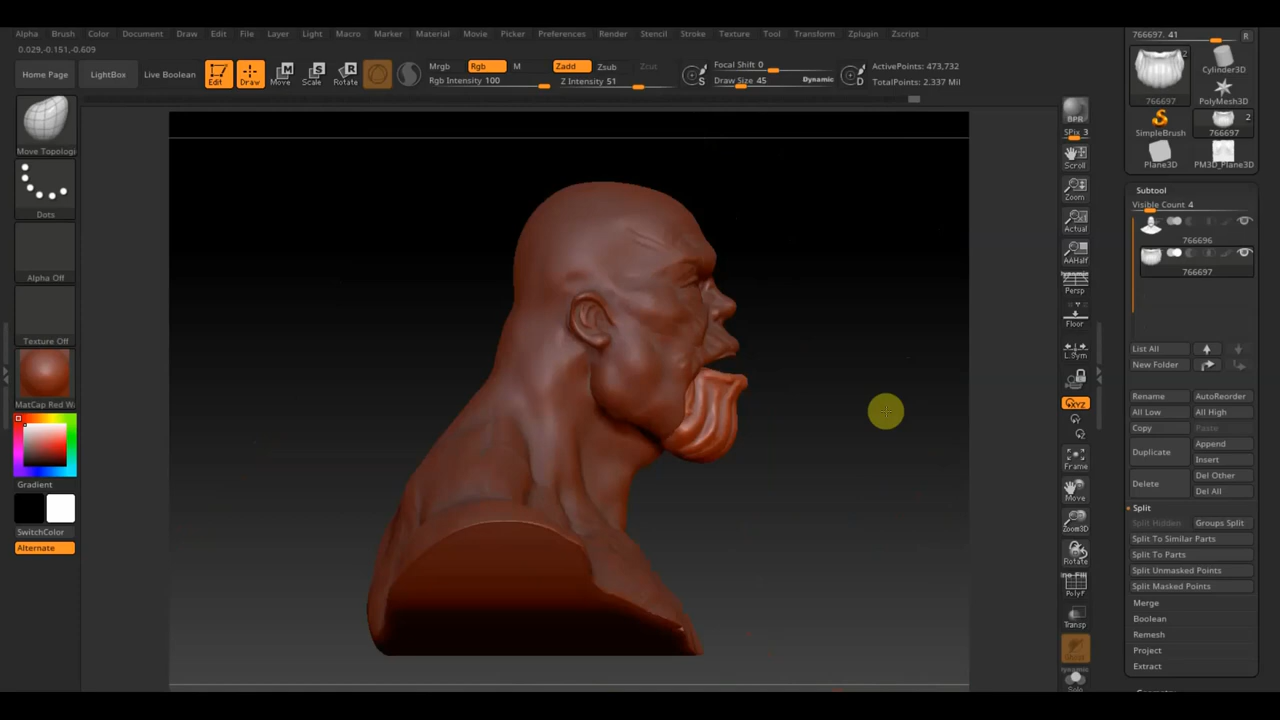 Alpha Brush Color Document Draw Edit File Layer Light Macro Marker Material Movie Picker Preferences Render Stencil Stroke Texture Tool Transform Zplugin Zscript
766697. 41 R
0.029,-0.151,-0.609
Home Page LightBox Live Boolean Edit Draw Move Scale Rotate
Mrgb Rgb M
Rgb Intensity 100
Zadd Zsub Zcut
Z Intensity 51
S
Focal Shift 0
Draw Size 45 Dynamic
D
ActivePoints: 473,732
TotalPoints: 2.337 Mil
2
766697
Cylinder3D
PolyMesh3D
SimpleBrush
2
766697
Plane3D PM3D_Plane3D
Move Topologi
Dots
Alpha Off
Texture Off
MatCap Red Wa
Gradient
SwitchColor
Alternate
BPR
SPix 3
Scroll
Zoom
Actual
AAHalf
Dynamic
Persp
Floor
L.Sym
XYZ
Frame
Move
Zoom3D
Rotate
PolyF
Transp
Dynamic
Solo
Subtool
Visible Count 4
766696
766697
List All
New Folder
Rename AutoReorder
All Low All High
Copy Paste
Duplicate Append
Insert
Delete Del Other
Del All
Split
Split Hidden Groups Split
Split To Similar Parts
Split To Parts
Split Unmasked Points
Split Masked Points
Merge
Boolean
Remesh
Project
Extract